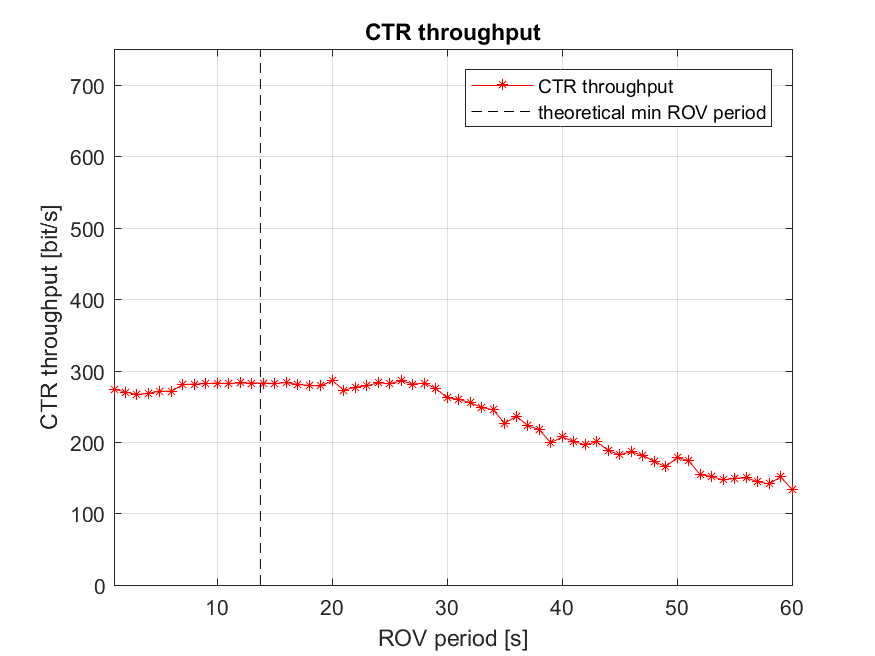 CTR throughput
CTR throughput
theoretical min ROV period
700
600
500
400
300
200
100
0
CTR throughput [bit/s]
10 20 30 40 50 60
ROV period [s]